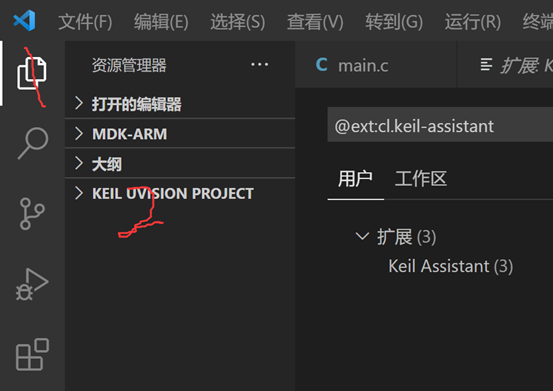 文件(F) 编辑(E) 选择(S) 查看(V) 转到(G) 运行(R) 终端
资源管理器 ···
main.c
扩展: K
打开的编辑器
MDK-ARM
大纲
KEIL UVISION PROJECT
2
@ext:cl.keil-assistant
用户 工作区
扩展 (3)
Keil Assistant (3)